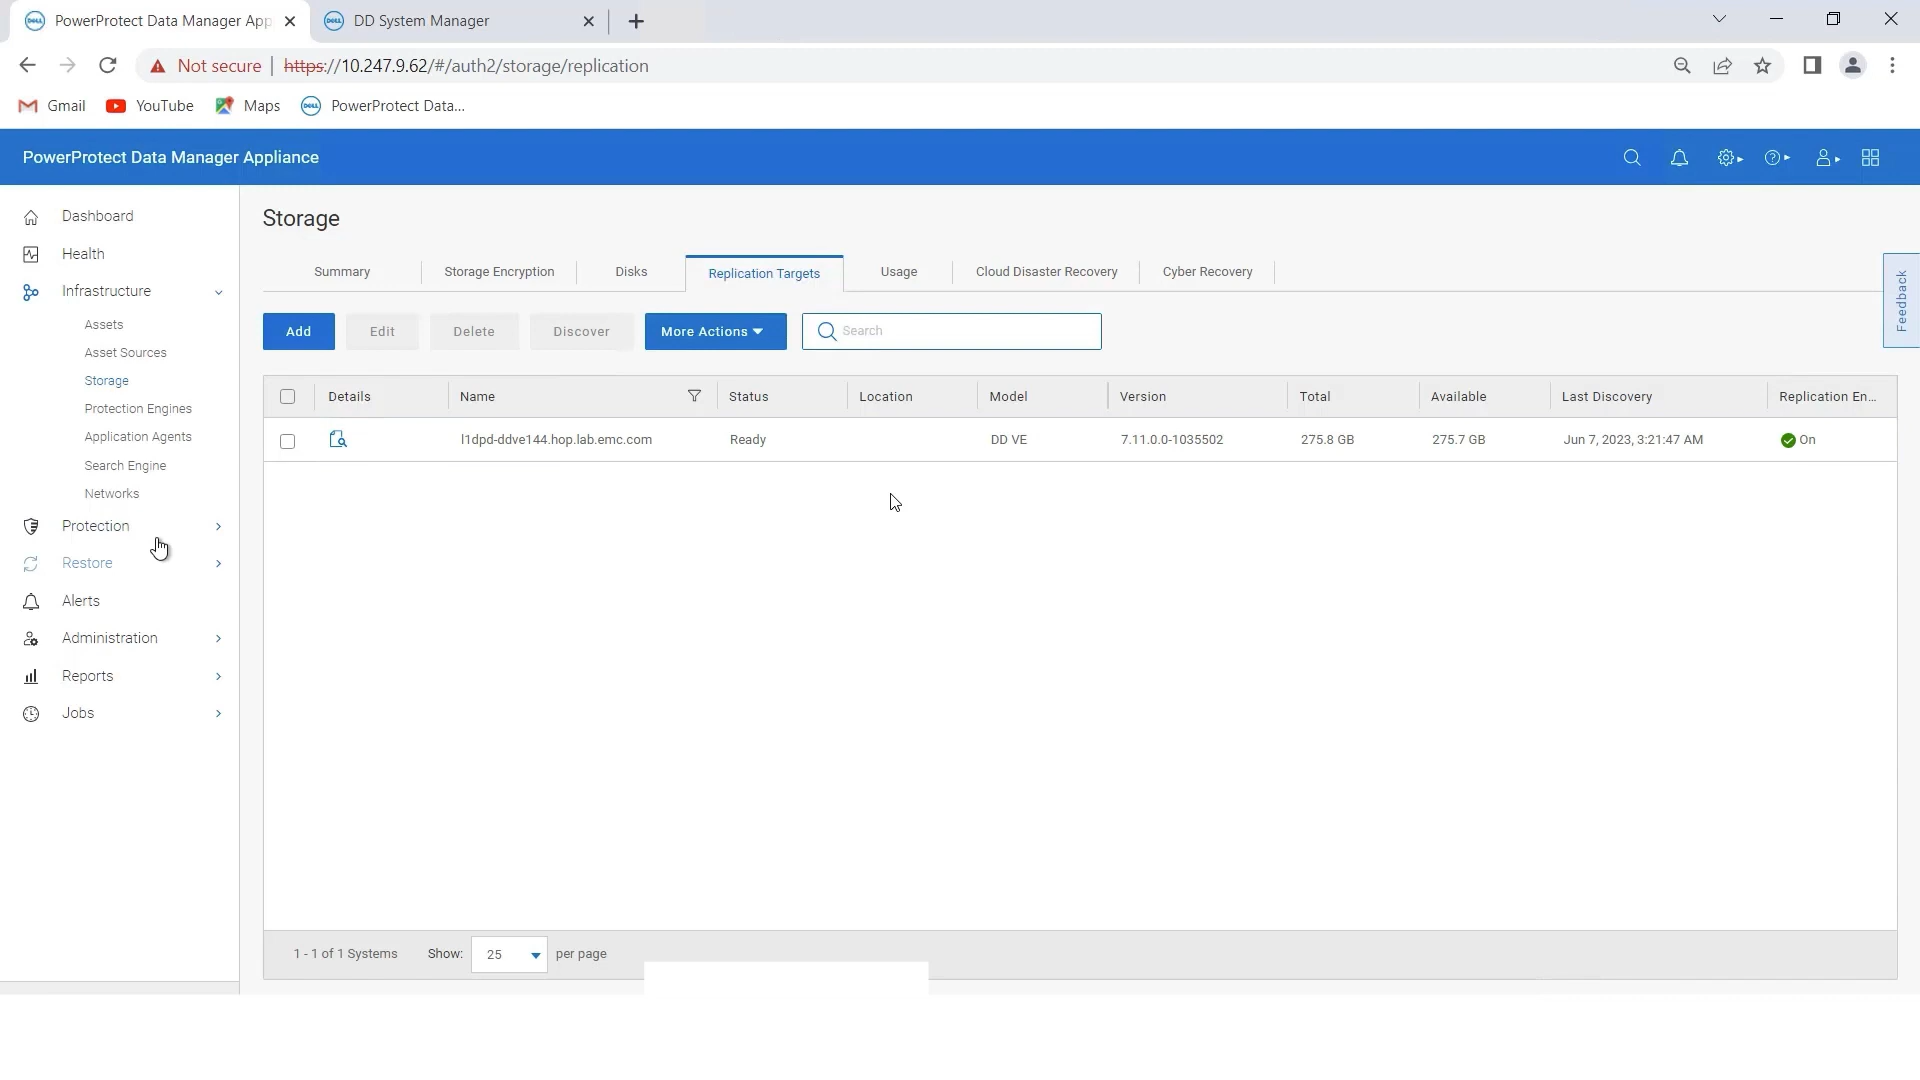 PowerProtect Data Manager App
DD System Manager
Not secure
https://10.247.9.62/#/auth2/storage/replication
Gmail
YouTube
Maps
PowerProtect Data...
PowerProtect Data Manager Appliance
Dashboard
Health
Infrastructure
Assets
Asset Sources
Storage
Protection Engines
Application Agents
Search Engine
Networks
Protection
Restore
Alerts
Administration
Reports
Jobs
Storage
Summary Storage Encryption Disks Replication Targets Usage Cloud Disaster Recovery Cyber Recovery
Add Edit Delete Discover More Actions Search
Details Name Status Location Model Version Total Available Last Discovery Replication En...
l1dpd-ddve144.hop.lab.emc.com Ready DD VE 7.11.0.0-1035502 275.8 GB 275.7 GB Jun 7, 2023, 3:21:47 AM On
1 - 1 of 1 Systems Show: 25 per page
Feedback